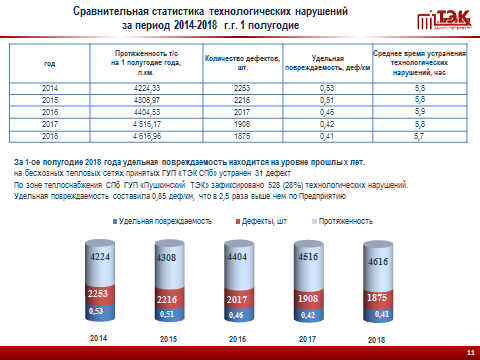 Сравнительная статистика технологических нарушений
за период 2014-2018 г.г. 1 полугодие
ТЭК
год
Протяженность т/с
на 1 полугодие года,
п.км.
Количество дефектов,
шт.
Удельная
повреждаемость, деф/км
Среднее время устранения
технологических
нарушений, час
2014 4224,33 2253 0,53 5,8
2015 4308,97 2216 0,51 5,8
2016 4404,53 2017 0,46 5,9
2017 4 516,17 1908 0,42 5,8
2018 4 616,96 1875 0,41 5,7
За 1-ое полугодие 2018 года удельная повреждаемость находится на уровне прошлых лет.
на бесхозных тепловых сетях принятых ГУП «ТЭК СПб» устранен 31 дефект
По зоне теплоснабжения СПб ГУП «Пушкинский ТЭК» зафиксировано 528 (28%) технологических нарушений.
Удельная повреждаемость составила 0,85 деф/км, что в 2,5 раза выше чем по Предприятию
Удельная повреждаемость Дефекты, шт Протяженность
4224 4308 4404 4516 4616
2253 2216 2017 1908 1875
0,53 0,51 0,46 0,42 0,41
2014 2015 2016 2017 2018
11